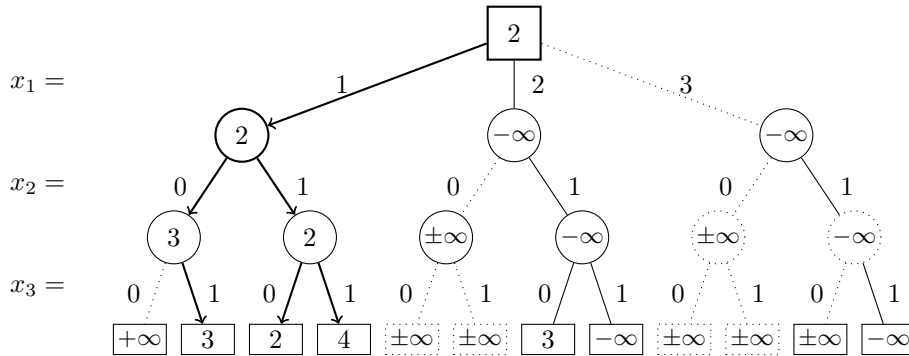 2
x₁ = 1 2 3
2 −∞ −∞
x₂ = 0 1 0 1 0 1
3 2 ±∞ −∞ ±∞ −∞
x₃ = 0 1 0 1 0 1 0 1 0 1 0 1
+∞ 3 2 4 ±∞ ±∞ 3 −∞ ±∞ ±∞ ±∞ −∞